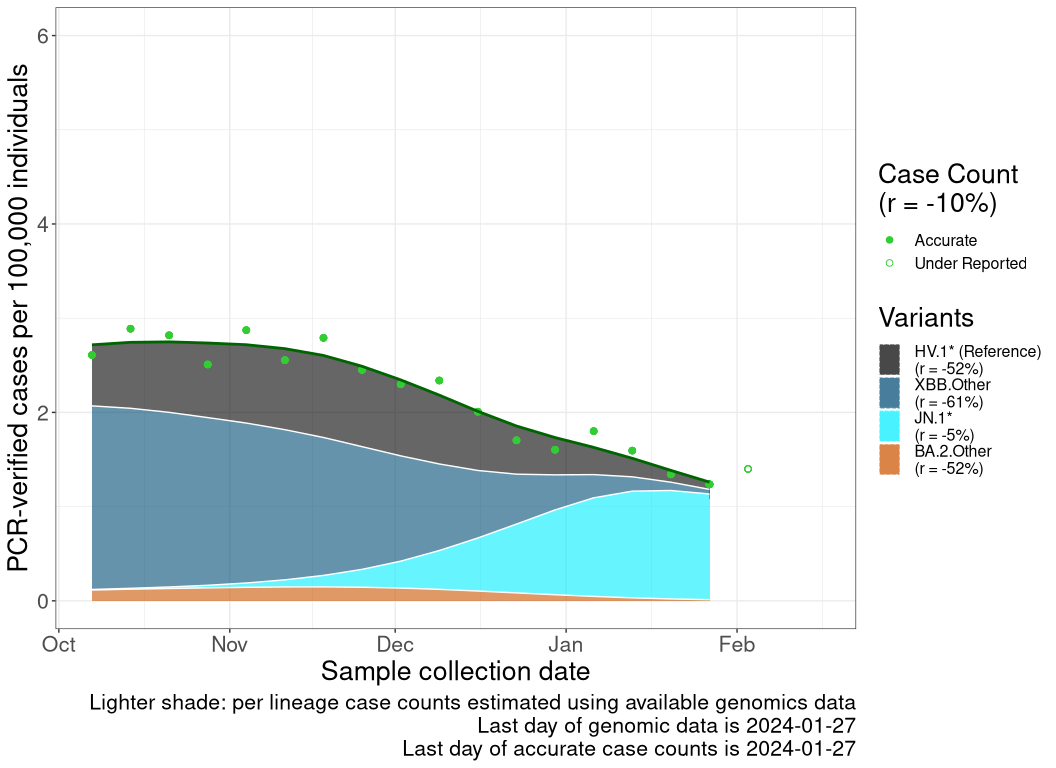 PCR-verified cases per 100,000 individuals
6
4
2
0
Oct
Nov
Dec
Jan
Feb
Sample collection date
Lighter shade: per lineage case counts estimated using available genomics data
Last day of genomic data is 2024-01-27
Last day of accurate case counts is 2024-01-27
Case Count
(r = -10%)
Accurate
Under Reported
Variants
HV.1* (Reference)
(r = -52%)
XBB.Other
(r = -61%)
JN.1*
(r = -5%)
BA.2.Other
(r = -52%)